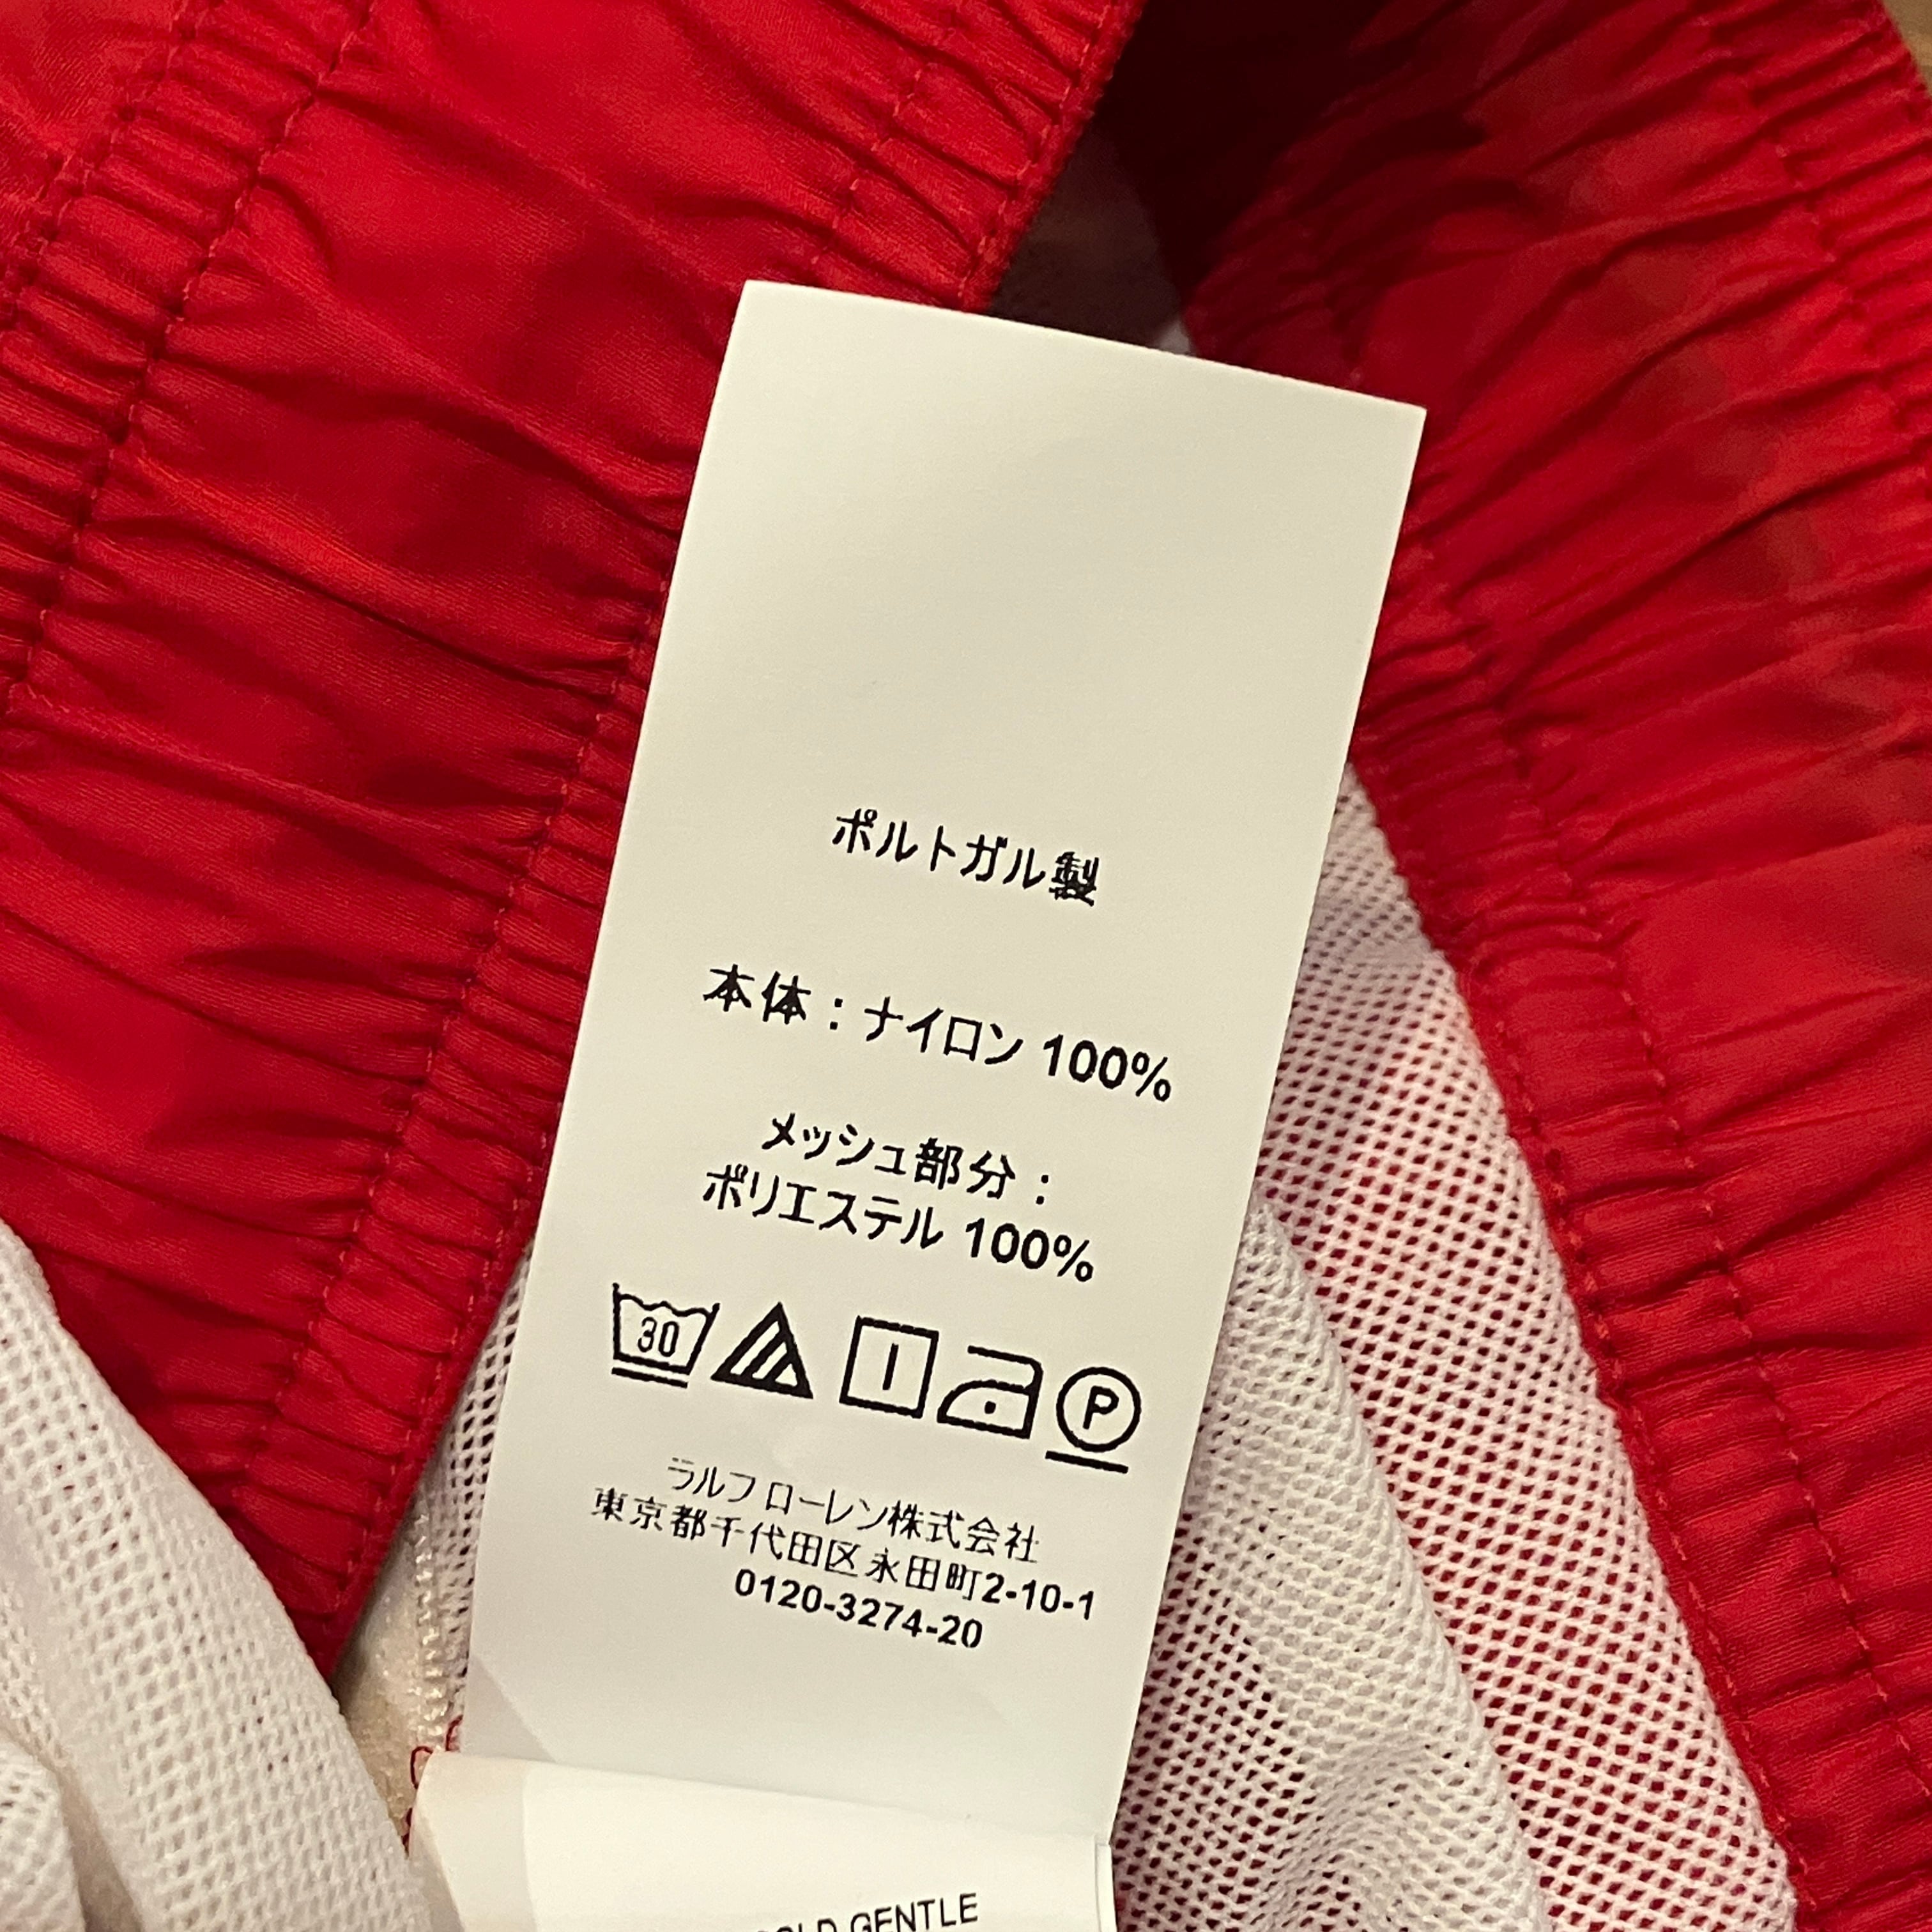 ポルトガル製
本体：ナイロン 100%
メッシュ部分：
ポリエステル 100%
30
P
ラルフ ローレン株式会社
東京都千代田区永田町2-10-1
0120-3274-20
GENTLE